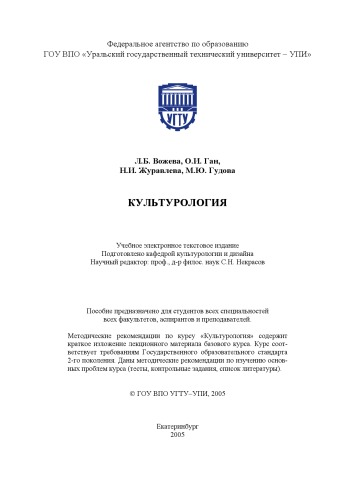 Федеральное агентство по образованию
ГОУ ВПО «Уральский государственный технический университет – УПИ»
УГТУ
Л.Б. Вожева, О.И. Ган,
Н.И. Журавлева, М.Ю. Гудова
КУЛЬТУРОЛОГИЯ
Учебное электронное текстовое издание
Подготовлено кафедрой культурологии и дизайна
Научный редактор: проф., д-р филос. наук С.Н. Некрасов
Пособие предназначено для студентов всех специальностей
всех факультетов, аспирантов и преподавателей.
Методические рекомендации по курсу «Культурология» содержит
краткое изложение лекционного материала базового курса. Курс соот-
ветствует требованиям Государственного образовательного стандарта
2-го поколения. Даны методические рекомендации по изучению основ-
ных проблем курса (тесты, контрольные задания, список литературы).
© ГОУ ВПО УГТУ–УПИ, 2005
Екатеринбург
2005